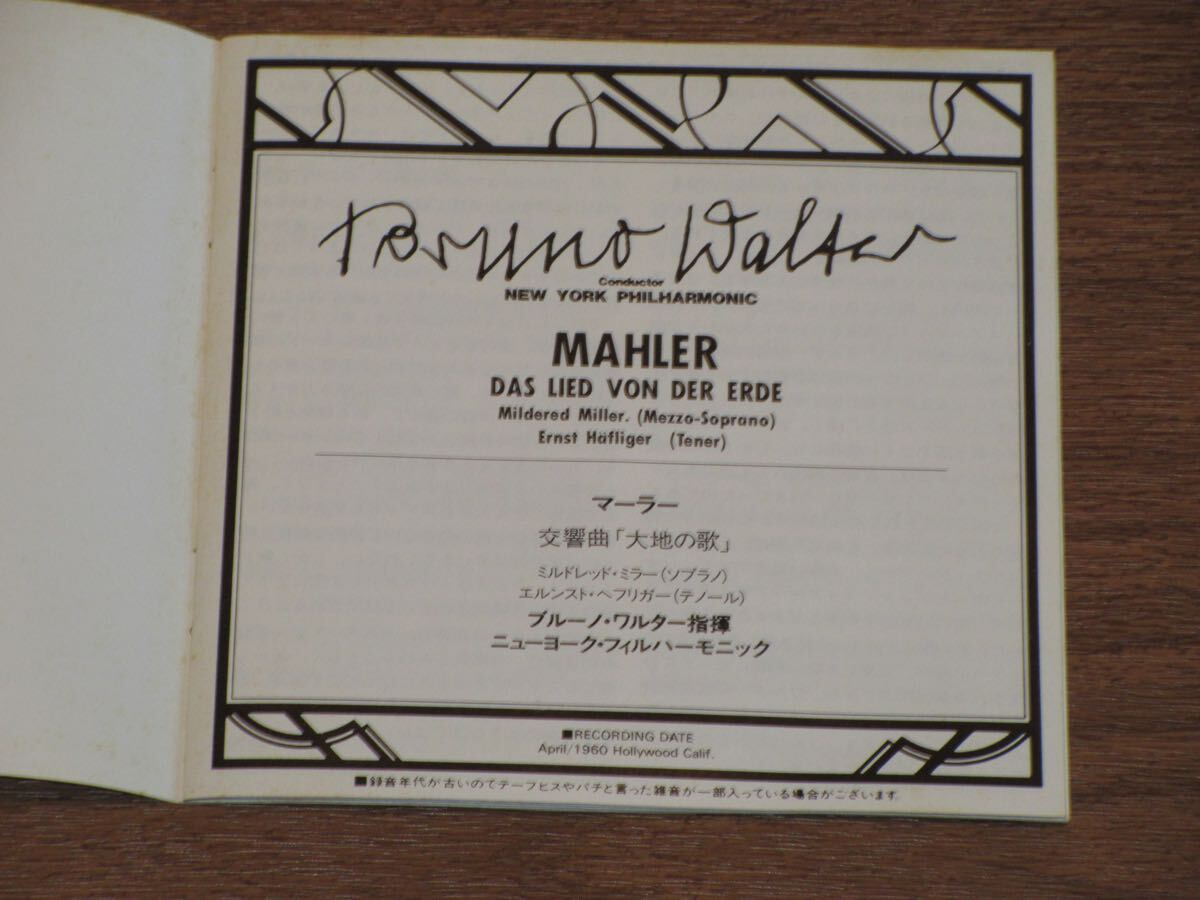 Bruno Walter
Conductor
NEW YORK PHILHARMONIC
MAHLER
DAS LIED VON DER ERDE
Mildered Miller. (Mezzo-Soprano)
Ernst Häfliger (Tener)
マーラー
交響曲「大地の歌」
ミルドレッド・ミラー(ソプラノ)
エルンスト・ヘフリガー(テノール)
ブルーノ・ワルター指揮
ニューヨーク・フィルハーモニック
■RECORDING DATE
April/1960 Hollywood Calif.
■録音年代が古いのでテープヒスやパチと言った雑音が一部入っている場合がございます。